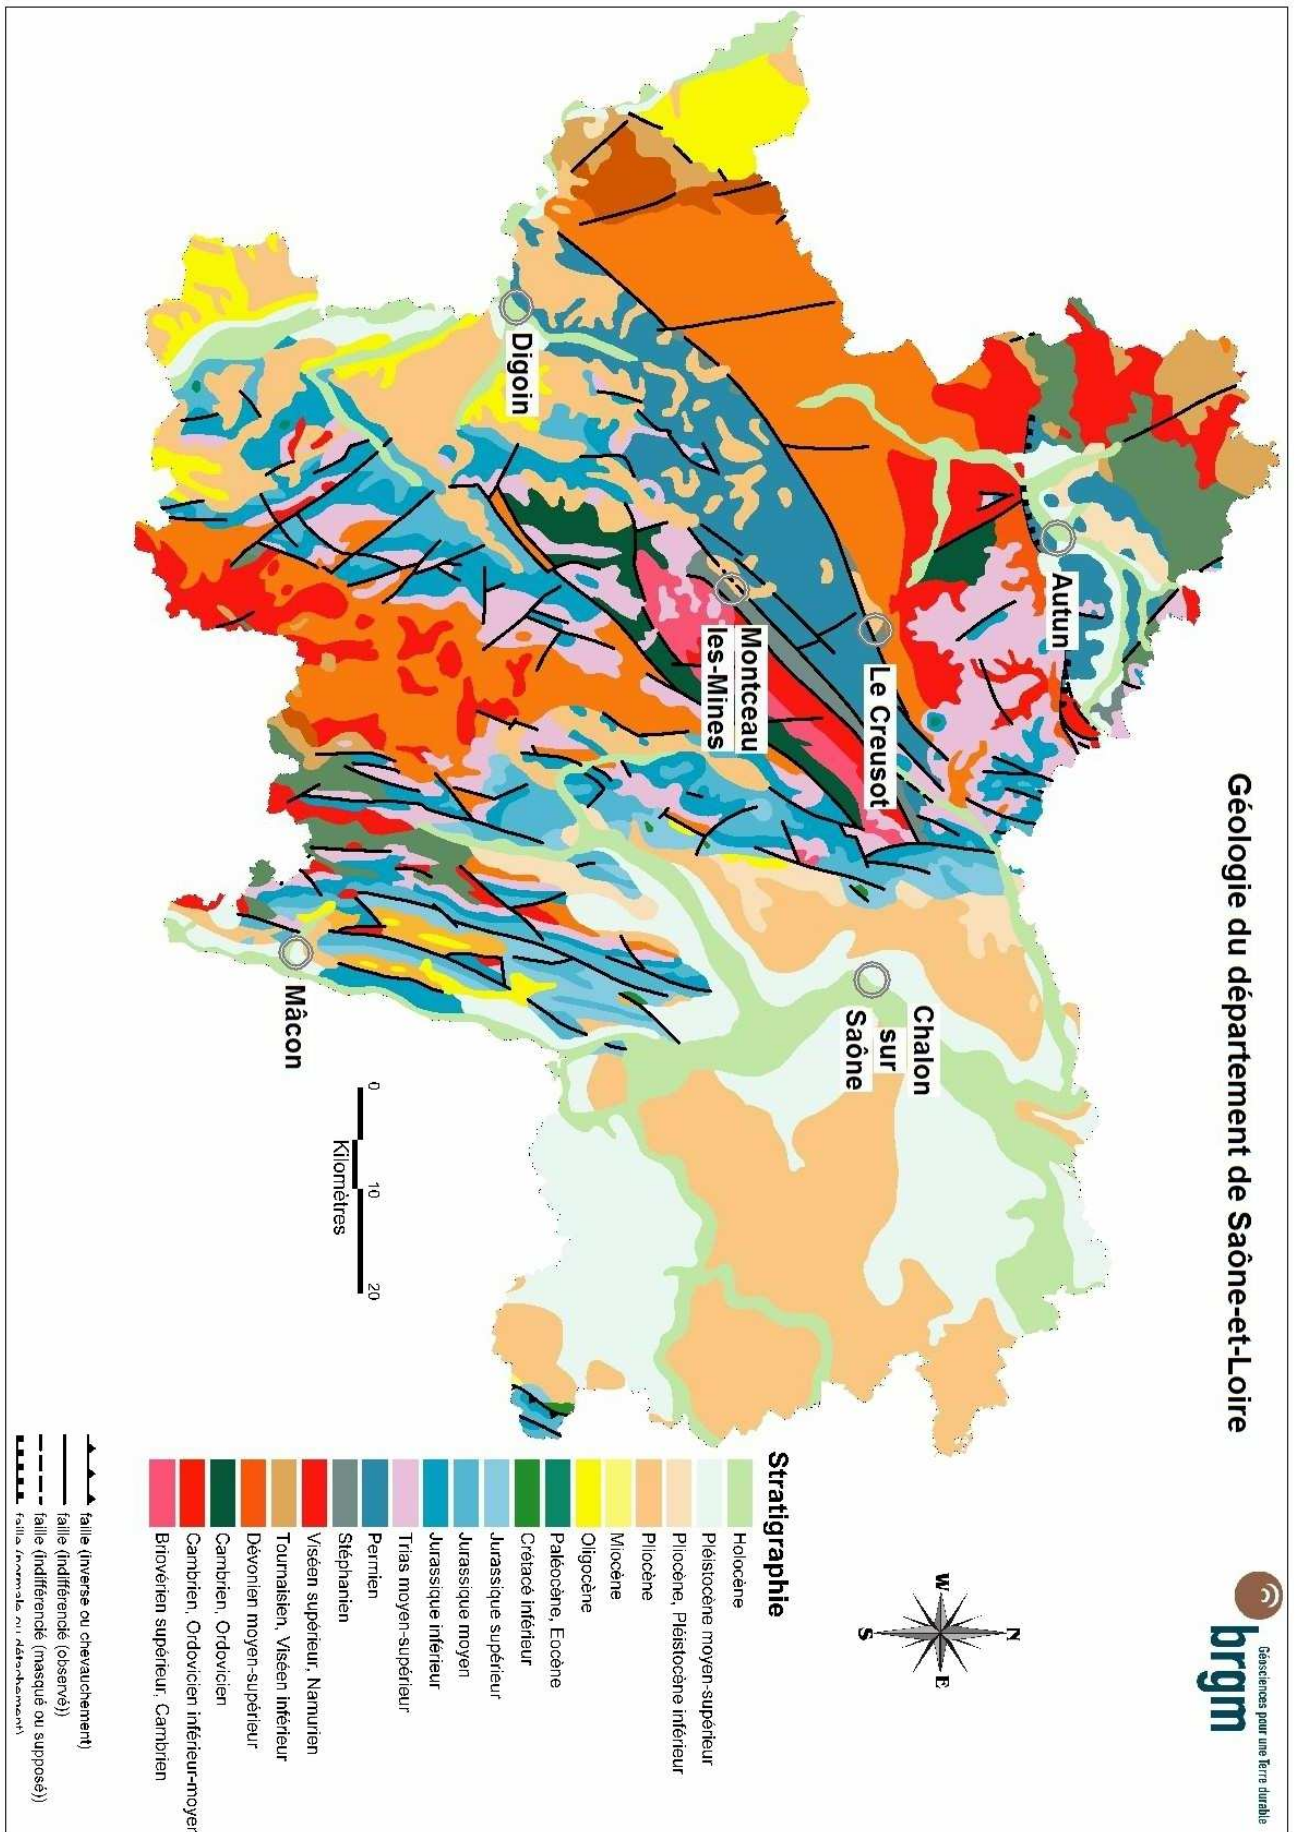 Géologie du département de Saône-et-Loire
Géosciences pour une Terre durable
brgm
Autun
Le Creusot
Montceau
les-Mines
Digoin
Chalon
sur
Saône
Mâcon
0 10 20
Kilomètres
N
W
E
S
Stratigraphie
Holocène
Pléistocène moyen-supérieur
Pliocène, Pléistocène inférieur
Pliocène
Miocène
Oligocène
Paléocène, Eocène
Crétacé inférieur
Jurassique supérieur
Jurassique moyen
Jurassique inférieur
Trias moyen-supérieur
Permien
Stéphanien
Viséen supérieur, Namurien
Tournaisien, Viséen inférieur
Dévonien moyen-supérieur
Cambrien, Ordovicien
Cambrien, Ordovicien inférieur-moyen
Briovérien supérieur, Cambrien
faille (inverse ou chevauchement)
faille (indifférencié (observé))
faille (indifférencié (masqué ou supposé))
faille (normale ou détachement)